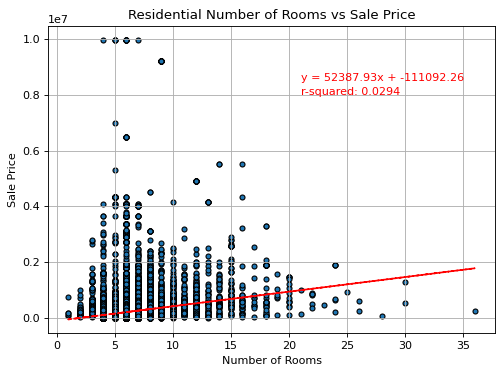 Residential Number of Rooms vs Sale Price
1e7
1.0
0.8
0.6
0.4
0.2
0.0
Sale Price
y = 52387.93x + -111092.26
r-squared: 0.0294
0 5 10 15 20 25 30 35
Number of Rooms